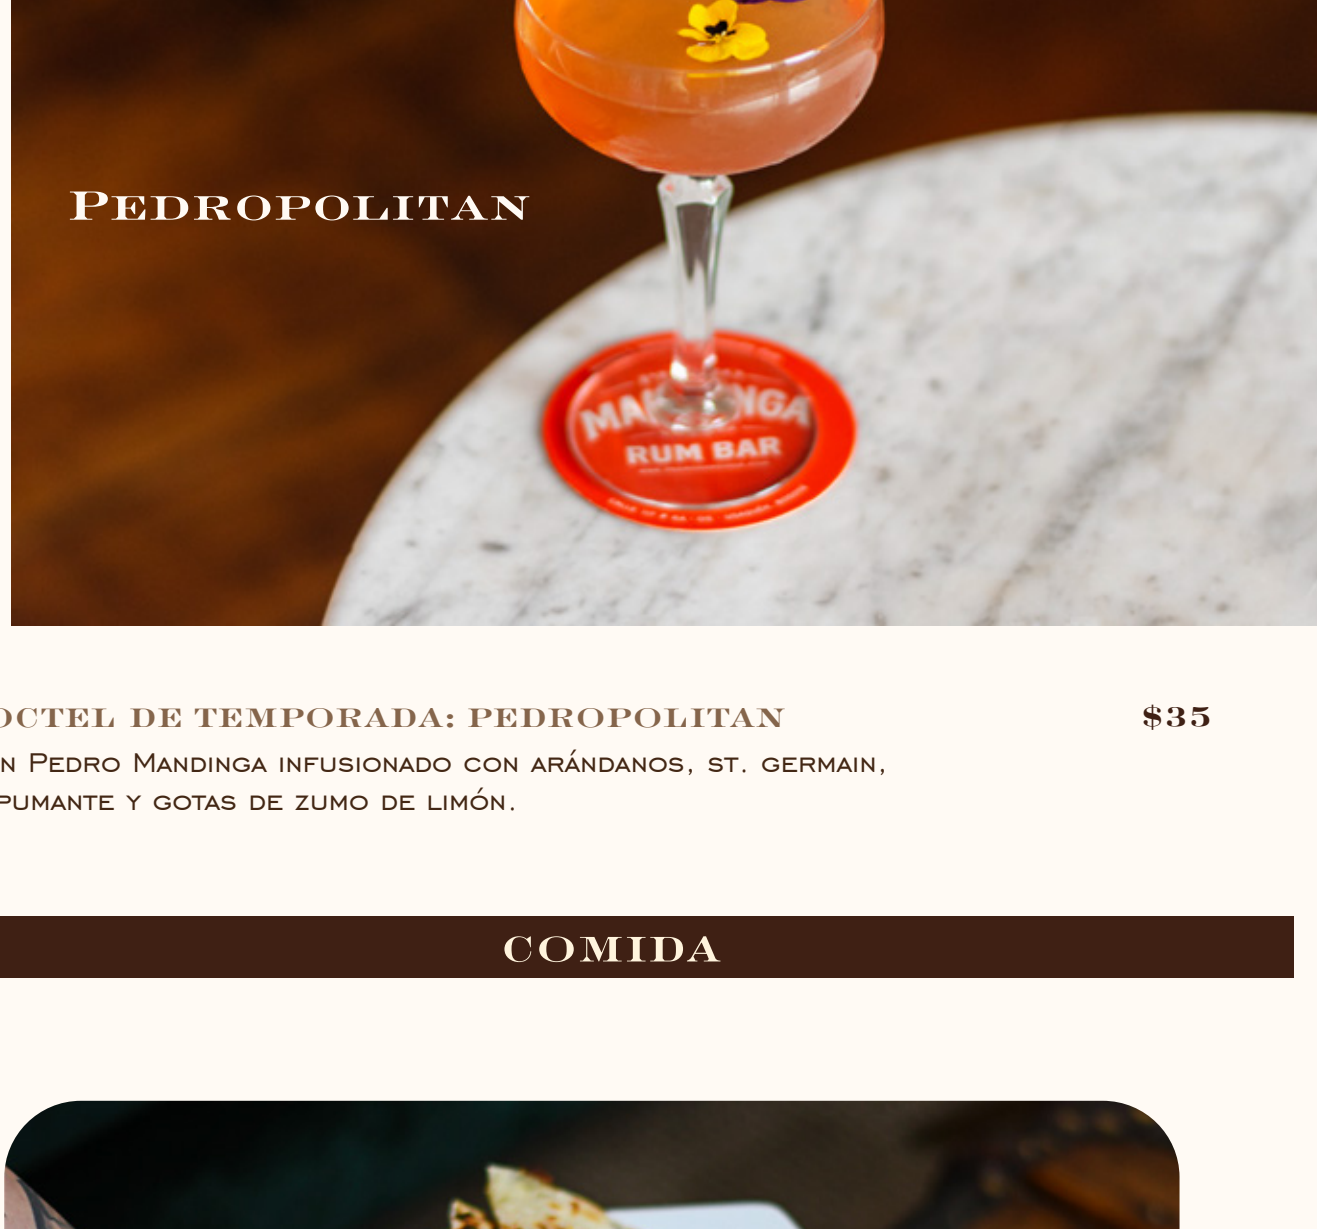 PEDROPOLITAN
MANDINGA
RUM BAR
OCTEL DE TEMPORADA: PEDROPOLITAN
$35
N PEDRO MANDINGA INFUSIONADO CON ARÁNDANOS, ST. GERMAIN,
PUMANTE Y GOTAS DE ZUMO DE LIMÓN.
COMIDA